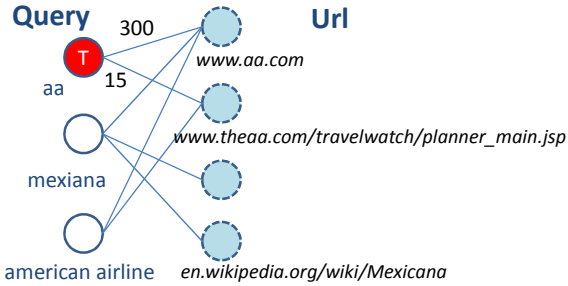 Query
Url
300
T
www.aa.com
15
aa
www.theaa.com/travelwatch/planner_main.jsp
mexiana
american airline
en.wikipedia.org/wiki/Mexicana